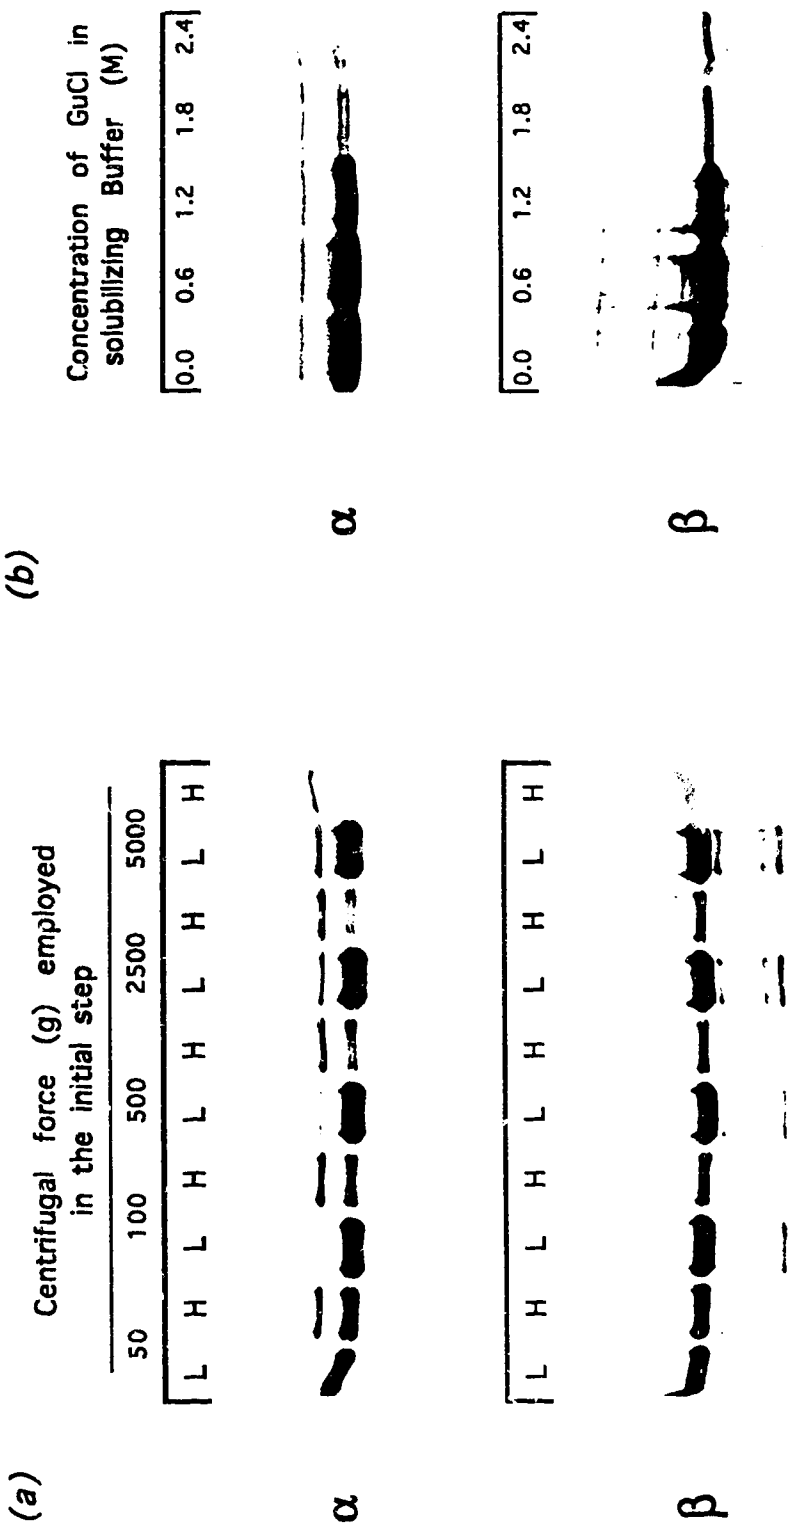 (a)
Centrifugal force (g) employed
in the initial step
50 100 500 2500 5000
L H L H L H L H L H
α
L H L H L H L H L H
β
(b)
Concentration of GuCl in
solubilizing Buffer (M)
0.0 0.6 1.2 1.8 2.4
α
0.0 0.6 1.2 1.8 2.4
β